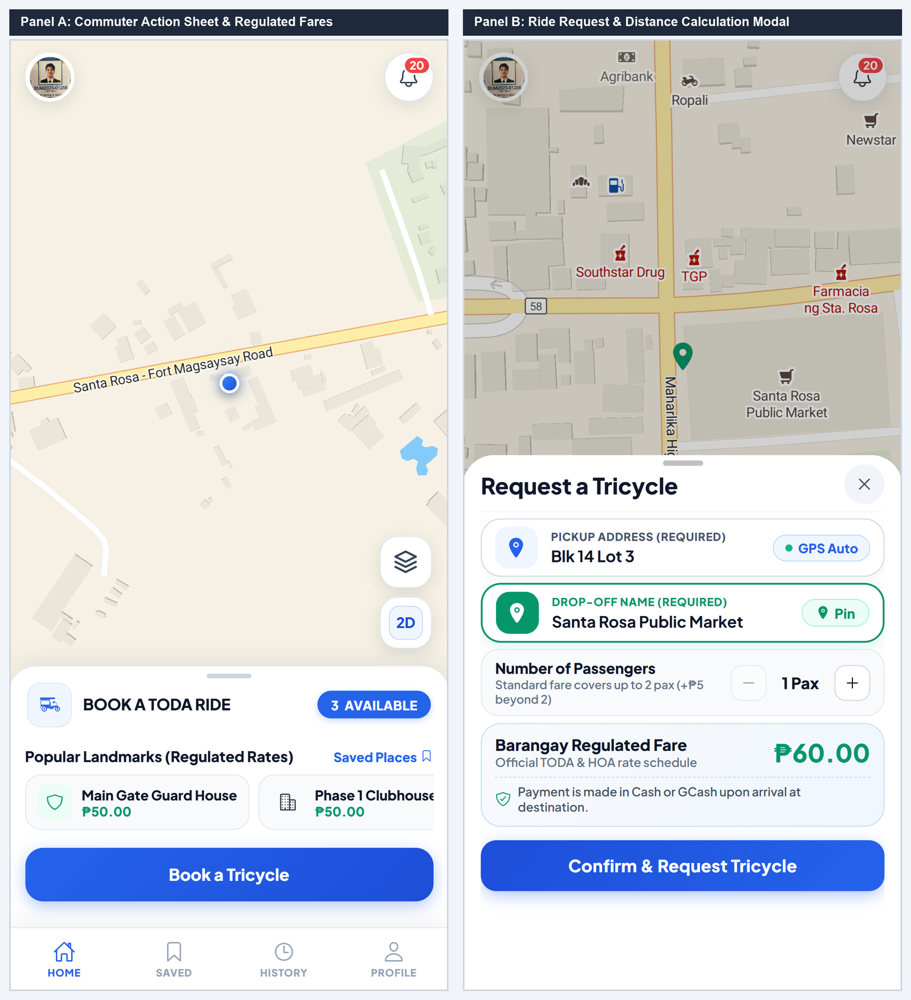 Panel A: Commuter Action Sheet & Regulated Fares
SUM2023-01258
20
Santa Rosa - Fort Magsaysay Road
2D
BOOK A TODA RIDE
3 AVAILABLE
Popular Landmarks (Regulated Rates)
Saved Places
Main Gate Guard House
₱50.00
Phase 1 Clubhouse
₱50.00
Book a Tricycle
HOME
SAVED
HISTORY
PROFILE
Panel B: Ride Request & Distance Calculation Modal
SUM2023-01258
20
Agribank
Ropali
Newstar
Southstar Drug
TGP
Farmacia
ng Sta. Rosa
58
Maharlika Hig
Santa Rosa
Public Market
Request a Tricycle
PICKUP ADDRESS (REQUIRED)
Blk 14 Lot 3
GPS Auto
DROP-OFF NAME (REQUIRED)
Santa Rosa Public Market
Pin
Number of Passengers
Standard fare covers up to 2 pax (+₱5
beyond 2)
1 Pax
Barangay Regulated Fare
Official TODA & HOA rate schedule
₱60.00
Payment is made in Cash or GCash upon arrival at
destination.
Confirm & Request Tricycle